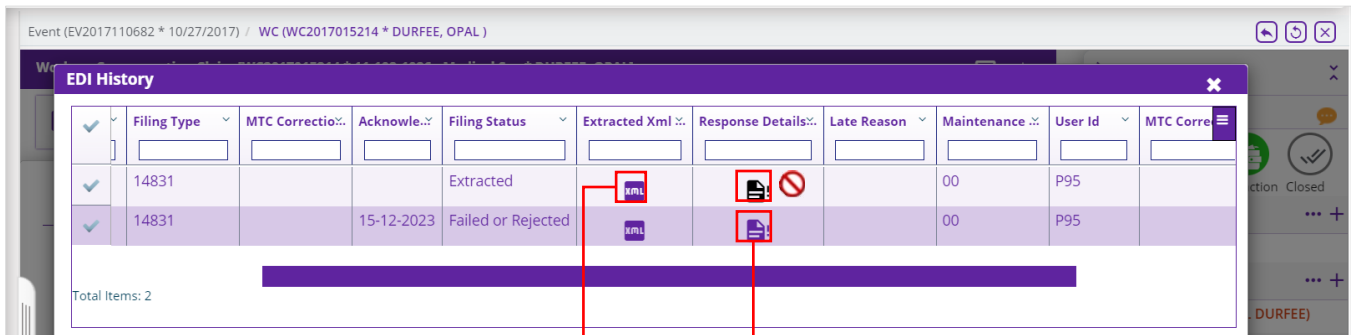 Event (EV2017110682 * 10/27/2017) / WC (WC2017015214 * DURFEE, OPAL )
EDI History
Filing Type MTC Correctio... Acknowle... Filing Status Extracted Xml ... Response Details... Late Reason Maintenance ... User Id MTC Corre
14831 Extracted XML 00 P95
ction Closed
14831 15-12-2023 Failed or Rejected XML 00 P95
Total Items: 2
DURFEE)